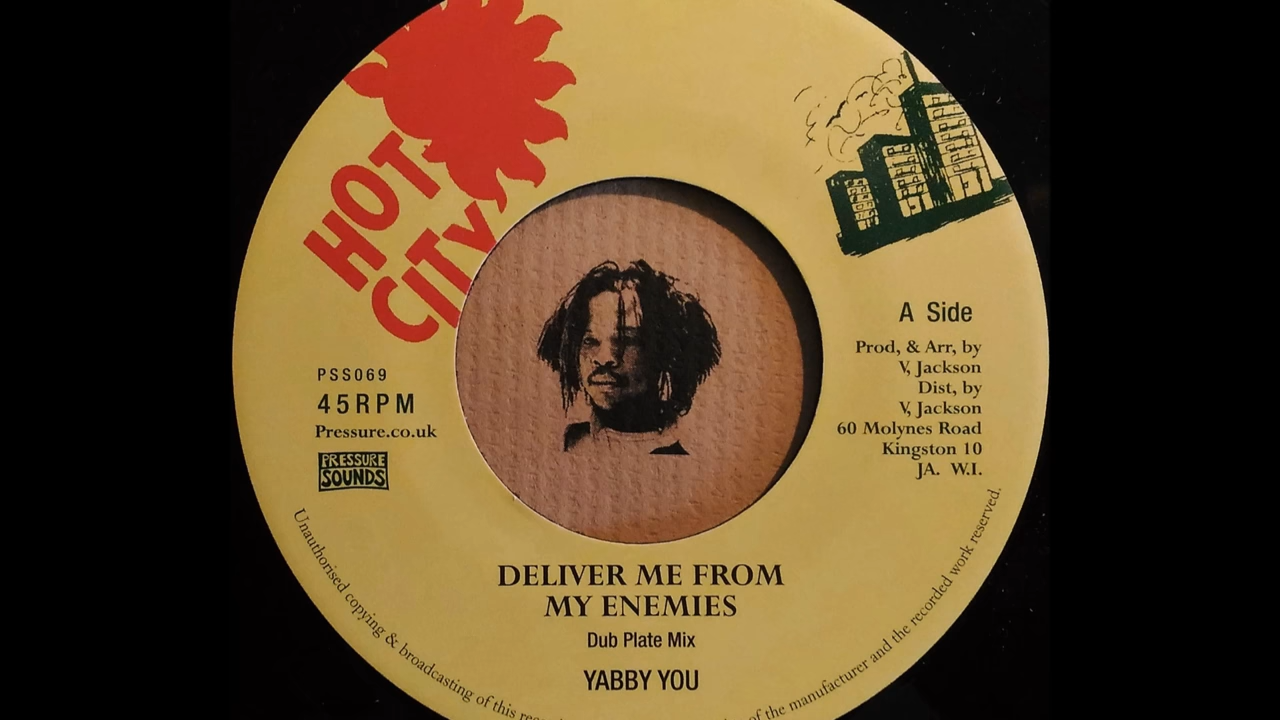 HOT
CITY
A Side
Prod, & Arr, by
V, Jackson
Dist, by
V, Jackson
60 Molynes Road
Kingston 10
JA. W.I.
PSS069
45RPM
Pressure.co.uk
PRESSURE
SOUNDS
DELIVER ME FROM
MY ENEMIES
Dub Plate Mix
YABBY YOU
Unauthorised copying & broadcasting of this
of the manufacturer and the recorded work reserved.